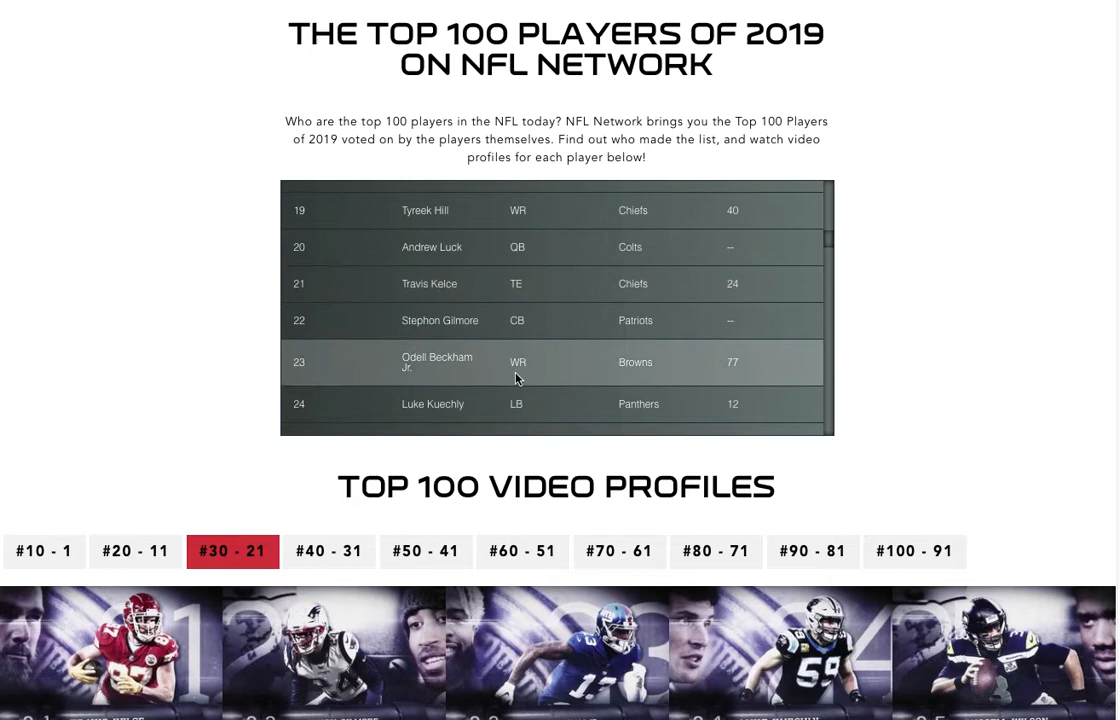 THE TOP 100 PLAYERS OF 2019
ON NFL NETWORK
Who are the top 100 players in the NFL today? NFL Network brings you the Top 100 Players
of 2019 voted on by the players themselves. Find out who made the list, and watch video
profiles for each player below!
19 Tyreek Hill WR Chiefs 40
20 Andrew Luck QB Colts --
21 Travis Kelce TE Chiefs 24
22 Stephon Gilmore CB Patriots --
23 Odell Beckham Jr. WR Browns 77
24 Luke Kuechly LB Panthers 12
TOP 100 VIDEO PROFILES
#10 - 1 #20 - 11 #30 - 21 #40 - 31 #50 - 41 #60 - 51 #70 - 61 #80 - 71 #90 - 81 #100 - 91